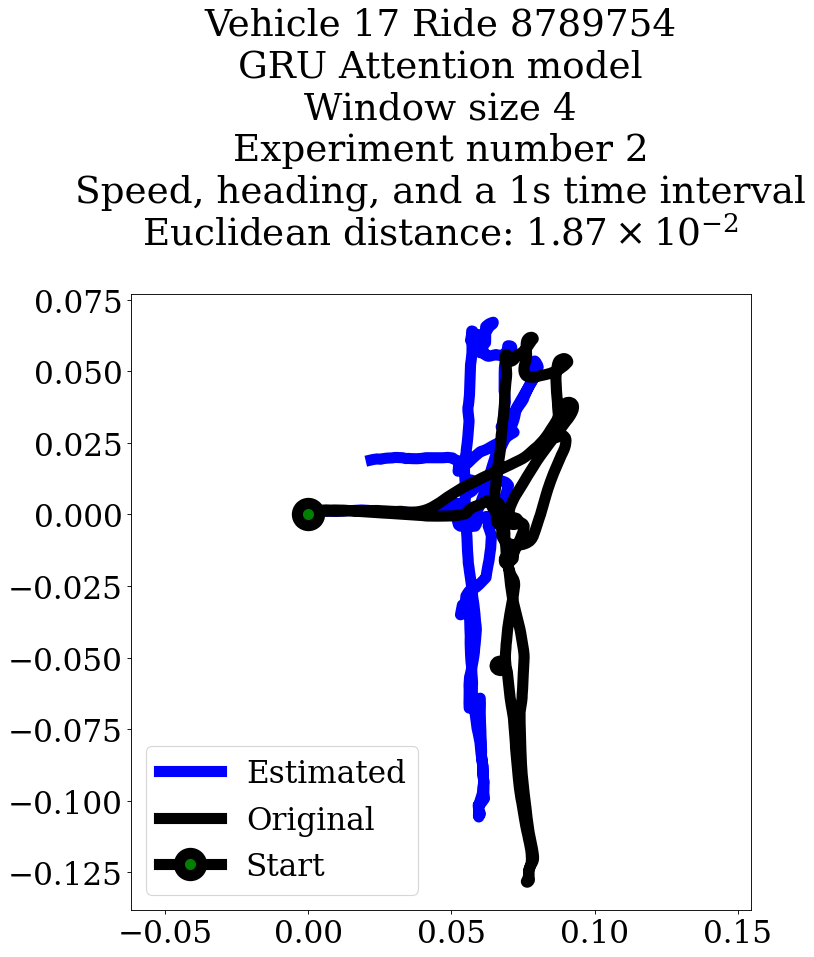 Vehicle 17 Ride 8789754
GRU Attention model
Window size 4
Experiment number 2
Speed, heading, and a 1s time interval
Euclidean distance: 1.87 × 10⁻²
0.075
0.050
0.025
0.000
−0.025
−0.050
−0.075
−0.100
−0.125
Estimated
Original
Start
−0.05
0.00
0.05
0.10
0.15